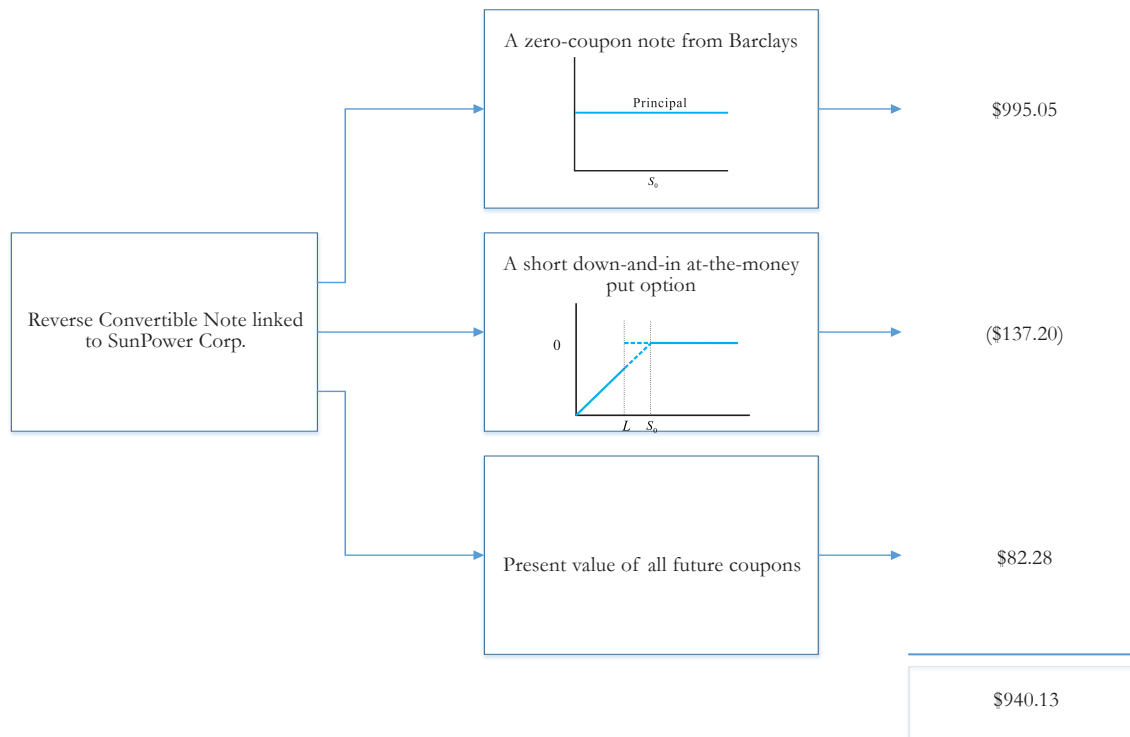 A zero-coupon note from Barclays
Principal
S₀
$995.05
Reverse Convertible Note linked
to SunPower Corp.
A short down-and-in at-the-money
put option
0
L S₀
($137.20)
Present value of all future coupons
$82.28
$940.13